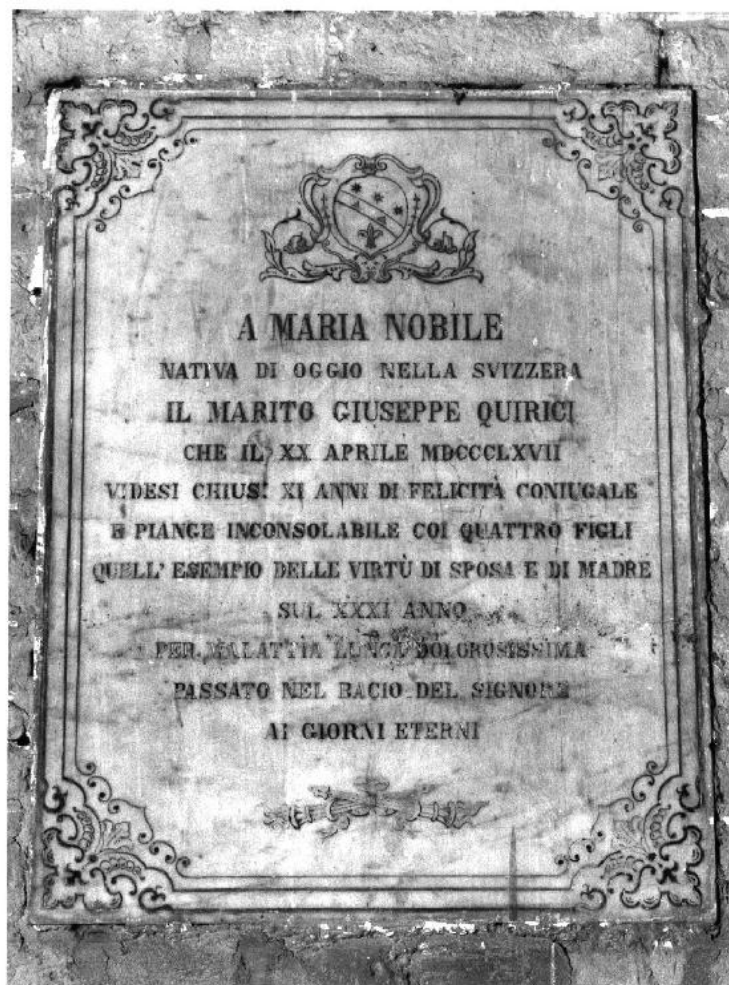 A MARIA NOBILE
NATIVA DI OGGIO NELLA SVIZZERA
IL MARITO GIUSEPPE QUIRICI
CHE IL XX APRILE MDCCCLXVII
VIDESI CHIUSI XI ANNI DI FELICITÀ CONIUGALE
E PIANGE INCONSOLABILE COI QUATTRO FIGLI
QUELL' ESEMPIO DELLE VIRTÙ DI SPOSA E DI MADRE
SUL XXXI ANNO
PER MALATTIA LUNGA DOLOROSISSIMA
PASSATO NEL BACIO DEL SIGNORE
AI GIORNI ETERNI